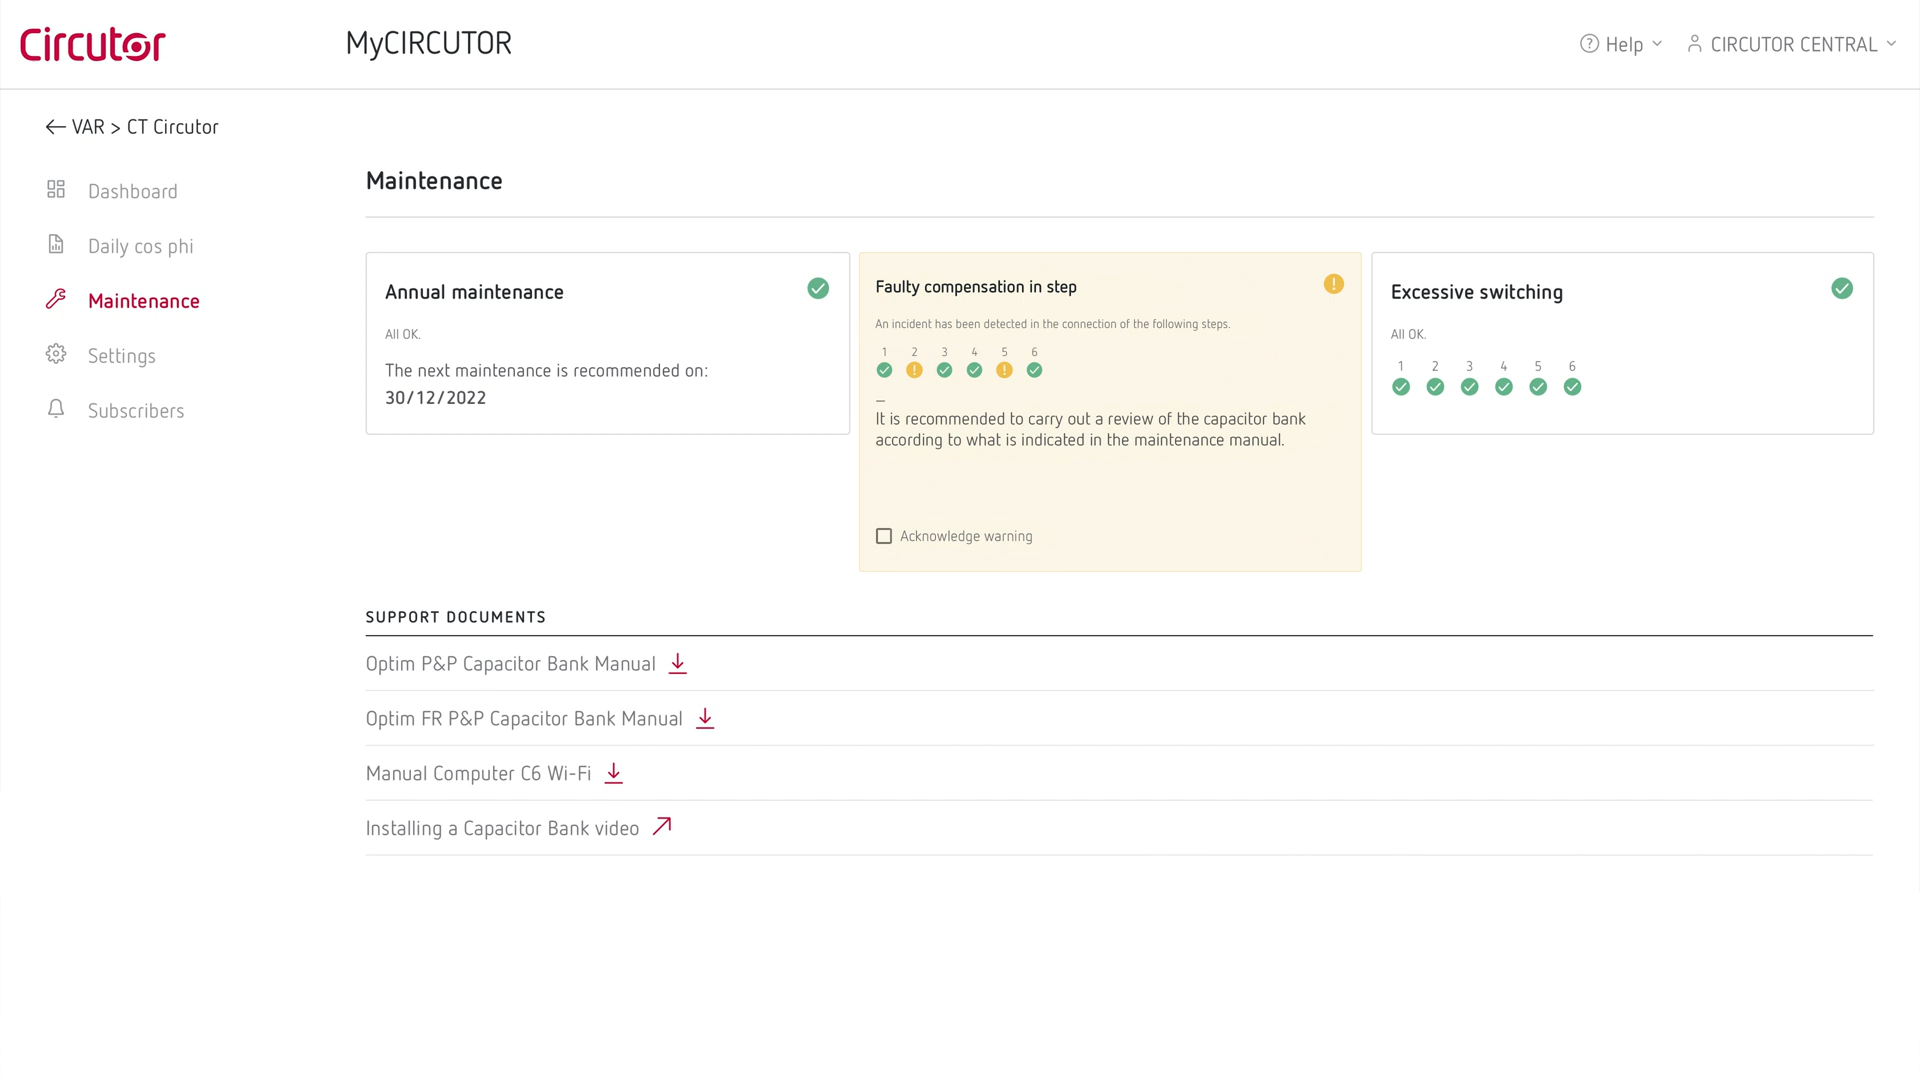 Circutor
MyCIRCUTOR
Help
CIRCUTOR CENTRAL
VAR > CT Circutor
Dashboard
Daily cos phi
Maintenance
Settings
Subscribers
Maintenance
Annual maintenance
All OK.
The next maintenance is recommended on:
30/12/2022
Faulty compensation in step
An incident has been detected in the connection of the following steps.
1 2 3 4 5 6
It is recommended to carry out a review of the capacitor bank
according to what is indicated in the maintenance manual.
Acknowledge warning
Excessive switching
All OK.
1 2 3 4 5 6
SUPPORT DOCUMENTS
Optim P&P Capacitor Bank Manual
Optim FR P&P Capacitor Bank Manual
Manual Computer C6 Wi-Fi
Installing a Capacitor Bank video